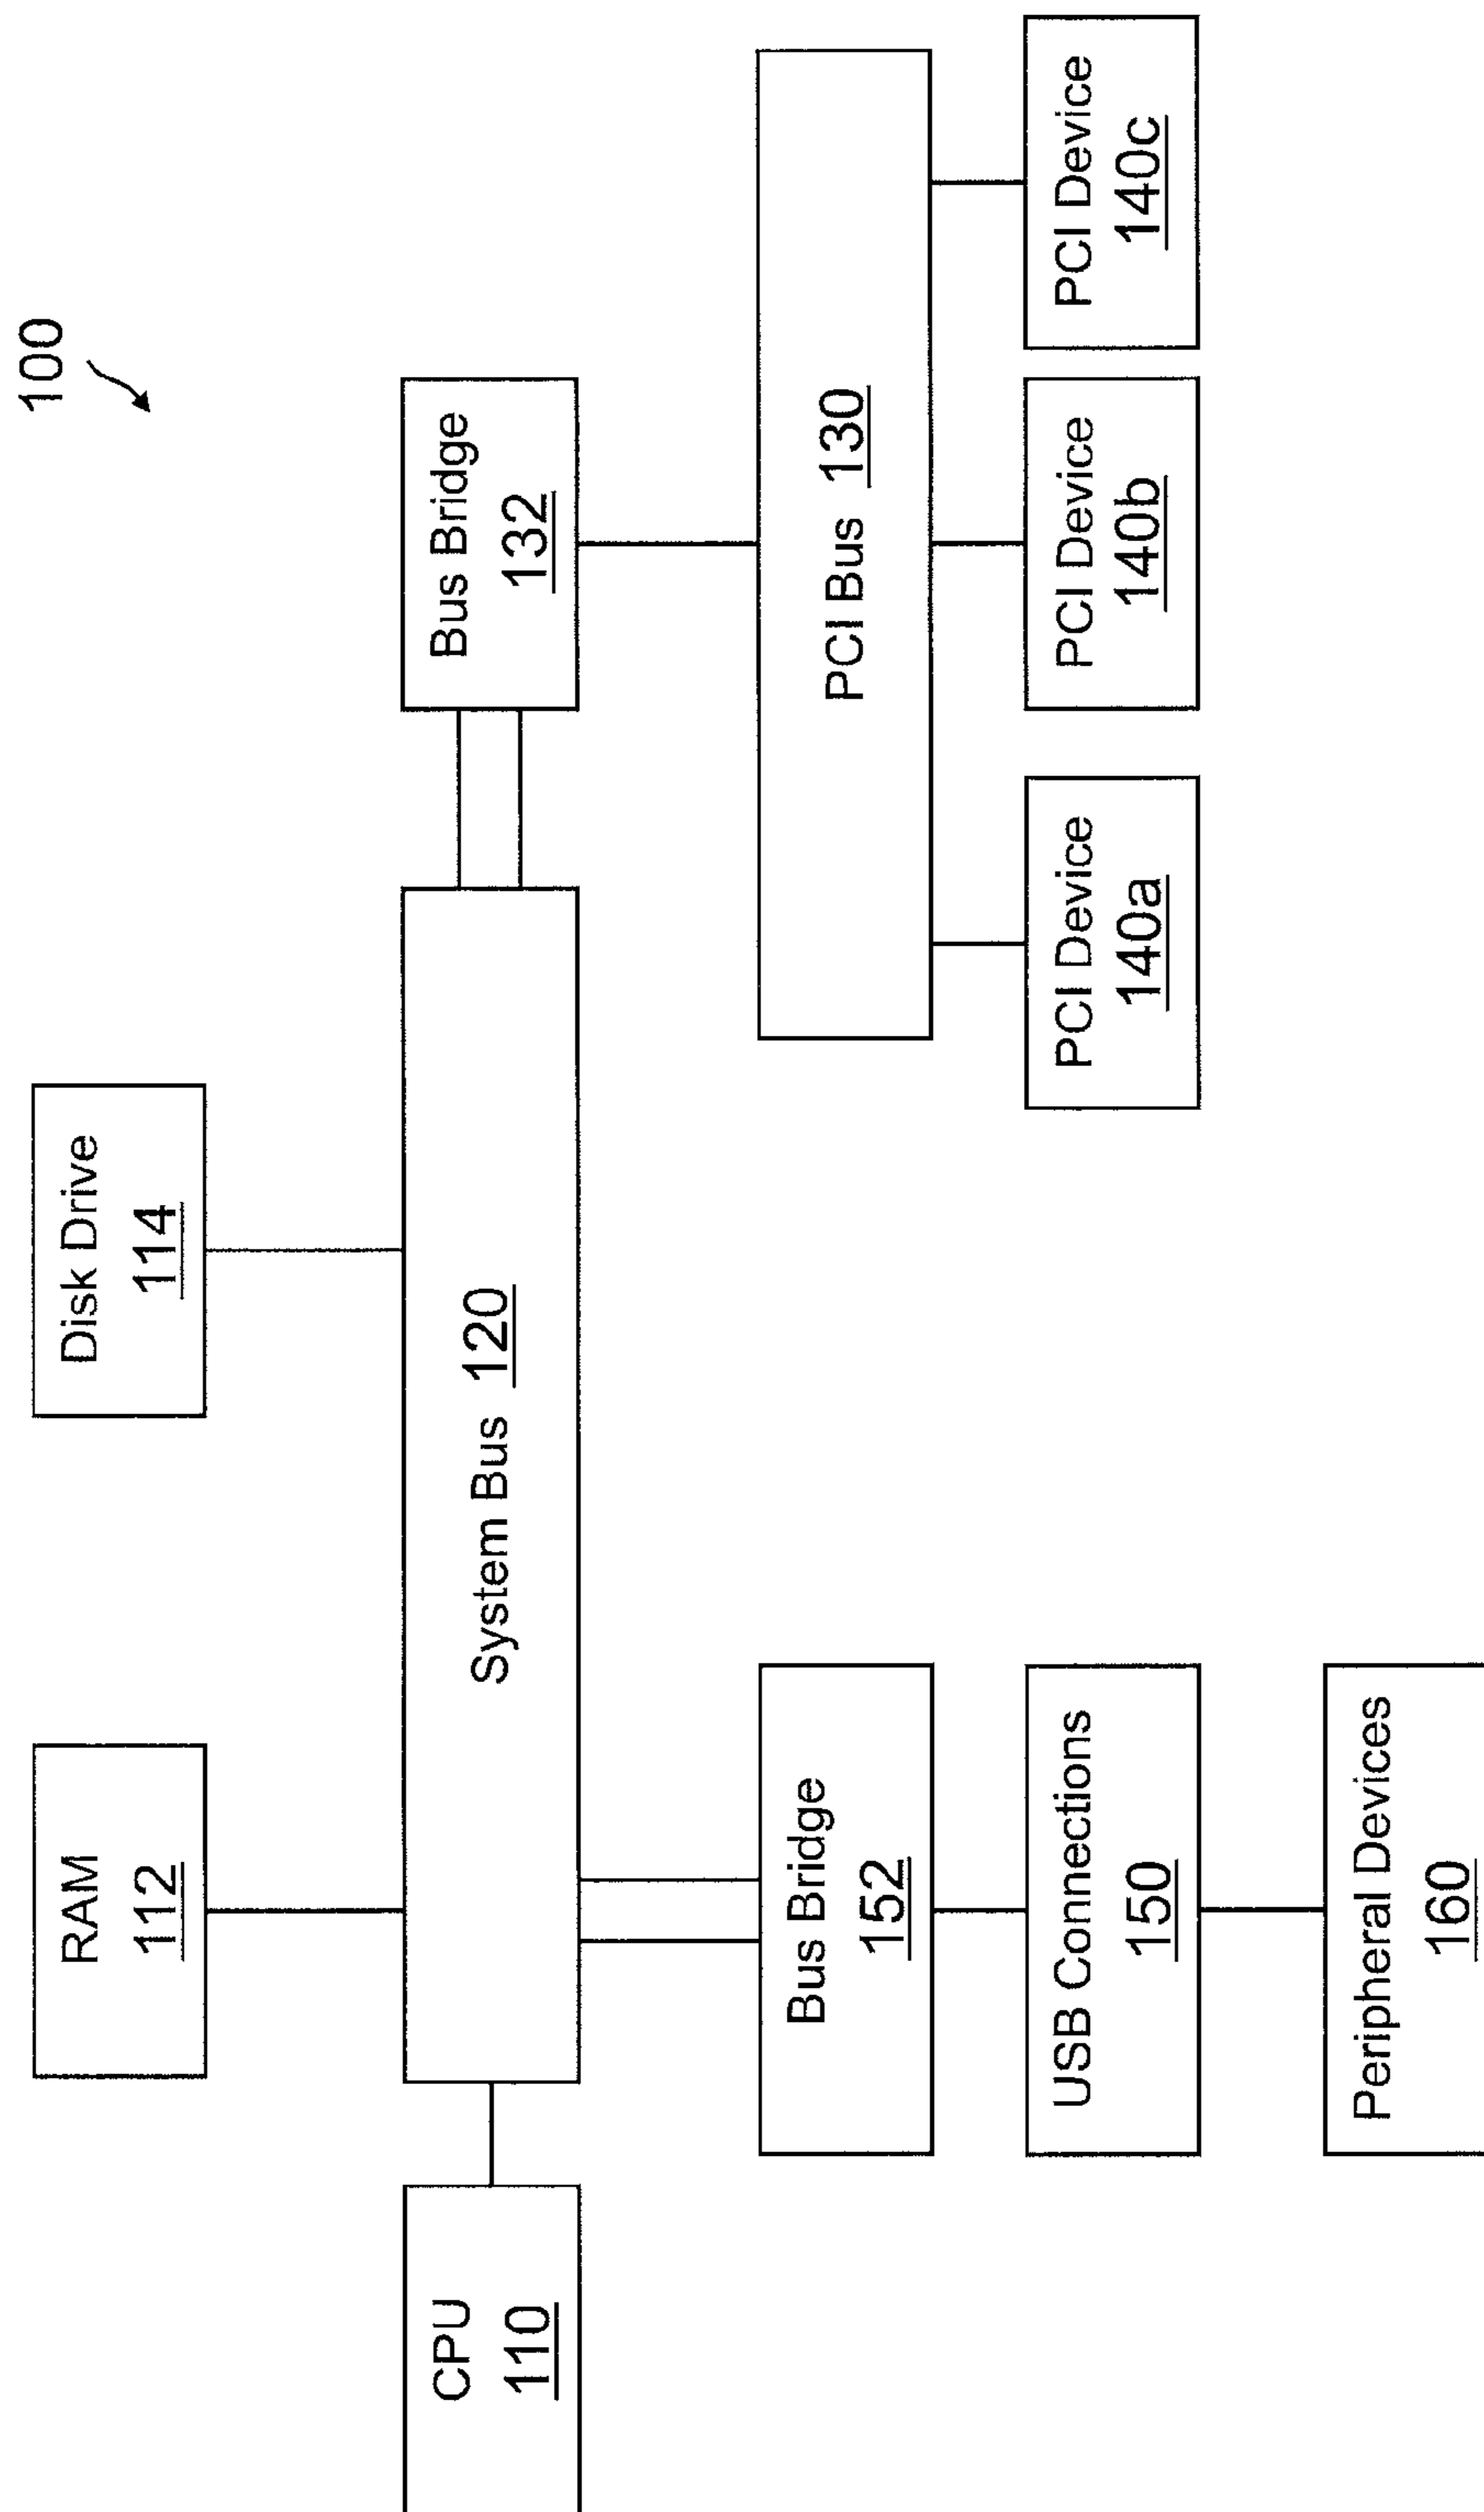 100
RAM
112
Disk Drive
114
CPU
110
System Bus 120
Bus Bridge
132
Bus Bridge
152
PCI Bus 130
USB Connections
150
PCI Device
140a
PCI Device
140b
PCI Device
140c
Peripheral Devices
160